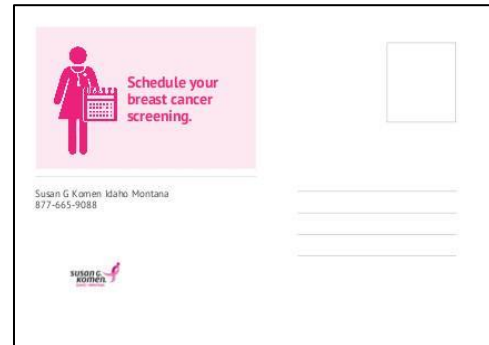 Schedule your
breast cancer
screening.
Susan G Komen Idaho Montana
877-665-9088
susan g.
komen.